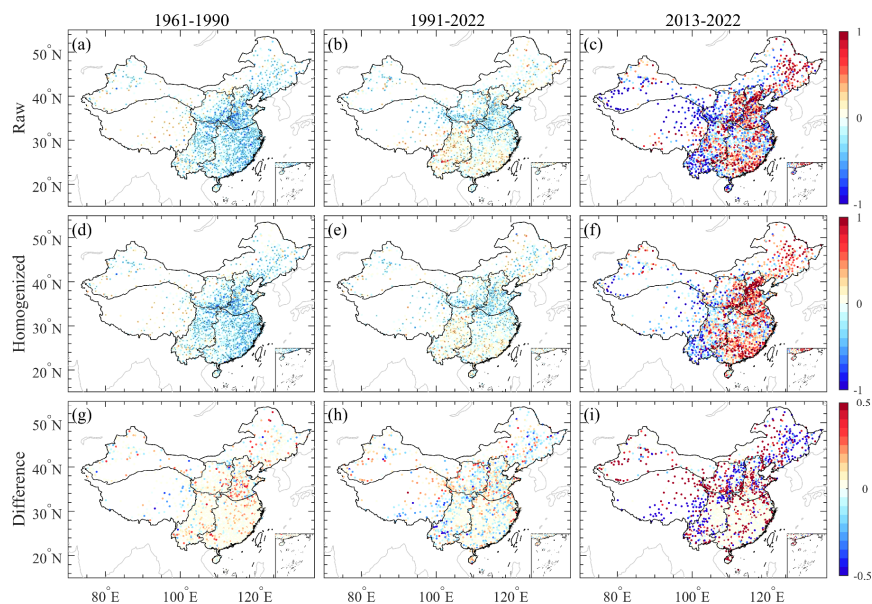 1961-1990 1991-2022 2013-2022
(a) (b) (c)
50°N
40°N
30°N
20°N
Raw
1
0
-1
(d) (e) (f)
50°N
40°N
30°N
20°N
Homogenized
1
0
-1
(g) (h) (i)
50°N
40°N
30°N
20°N
Difference
0.5
0
-0.5
80°E 100°E 120°E 80°E 100°E 120°E 80°E 100°E 120°E